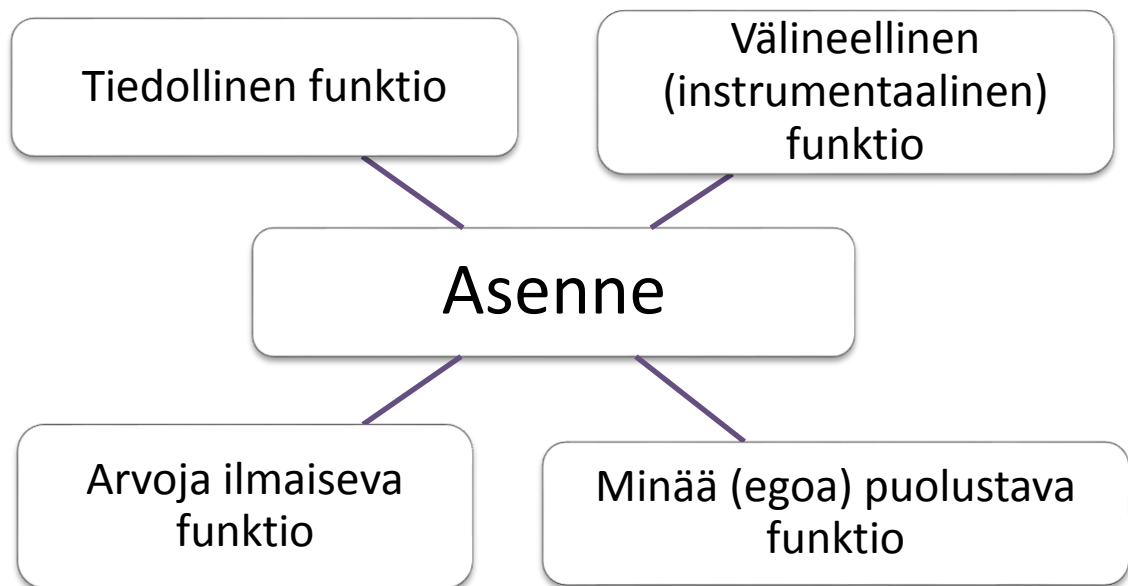 Tiedollinen funktio
Välineellinen
(instrumentaalinen)
funktio
Asenne
Arvoja ilmaiseva
funktio
Minää (egoa) puolustava
funktio